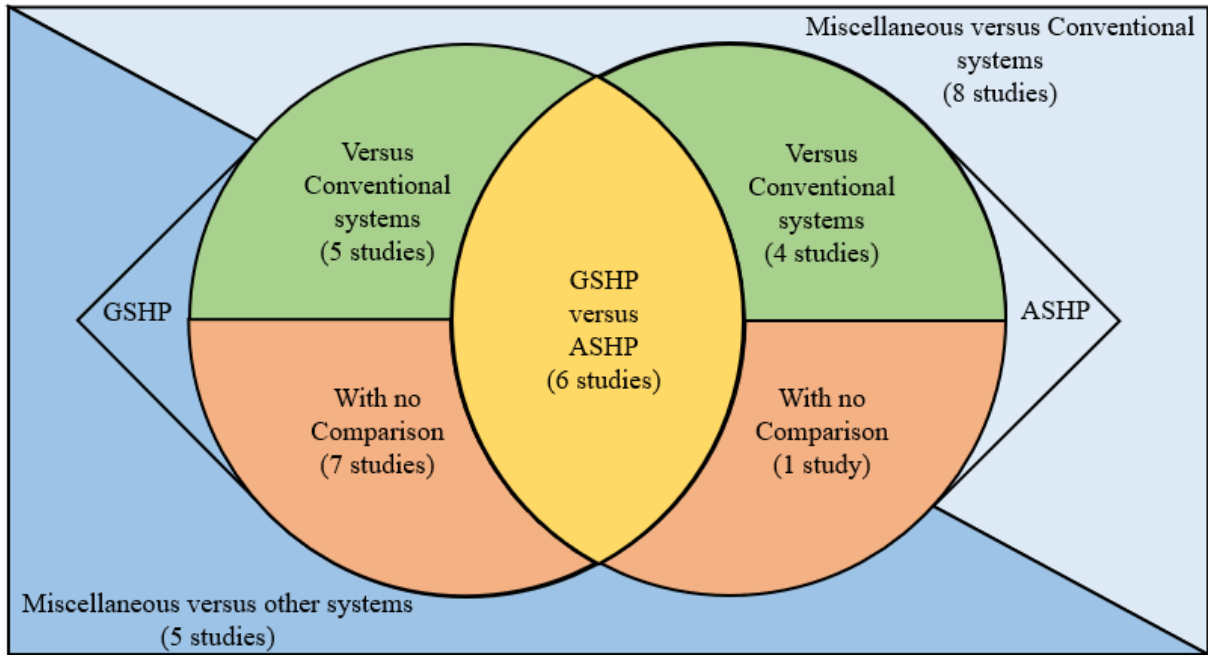 Miscellaneous versus Conventional
systems
(8 studies)
Versus
Conventional
systems
(5 studies)
Versus
Conventional
systems
(4 studies)
GSHP
GSHP
versus
ASHP
(6 studies)
ASHP
With no
Comparison
(7 studies)
With no
Comparison
(1 study)
Miscellaneous versus other systems
(5 studies)